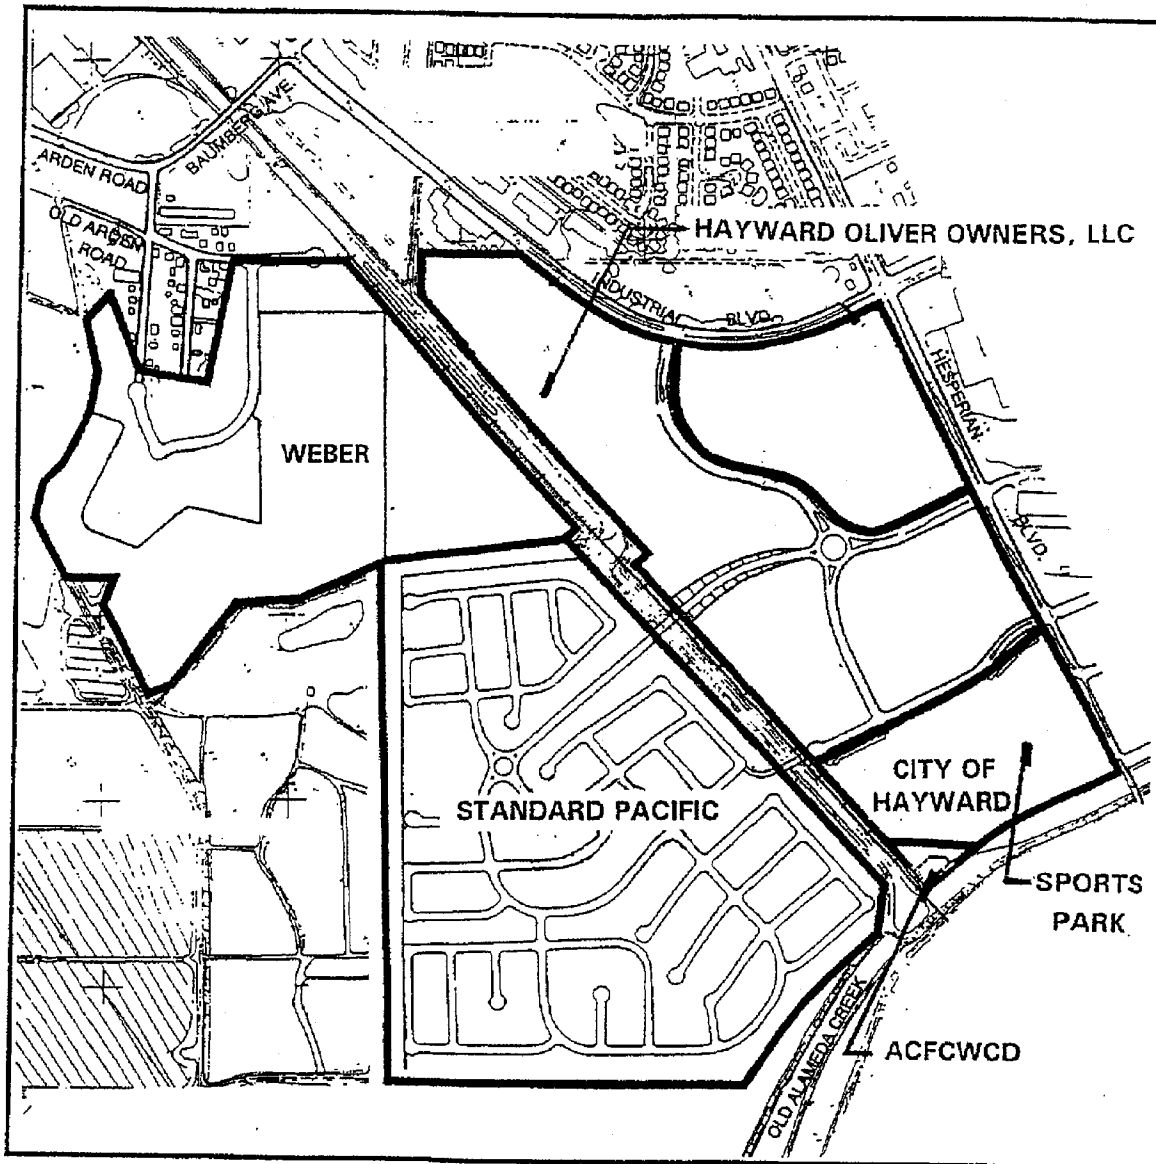 BAUMBERG AVE.
ARDEN ROAD
OLD ARDEN
ROAD
HAYWARD OLIVER OWNERS, LLC
INDUSTRIAL
BLVD.
HESPERIAN
BLVD.
WEBER
STANDARD PACIFIC
CITY OF
HAYWARD
SPORTS
PARK
ACFCWCD
OLD ALAMEDA CREEK